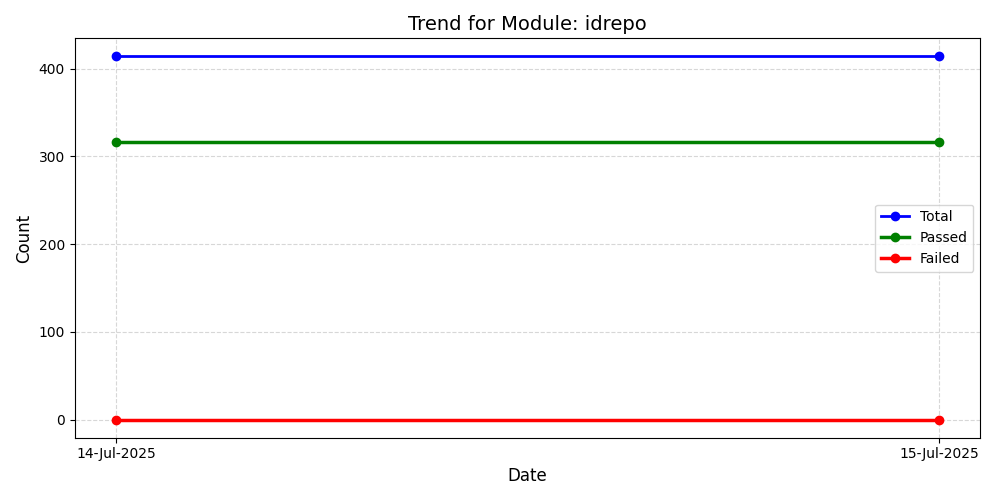 Trend for Module: idrepo
400
300
200
100
0
Count
Total
Passed
Failed
14-Jul-2025
15-Jul-2025
Date